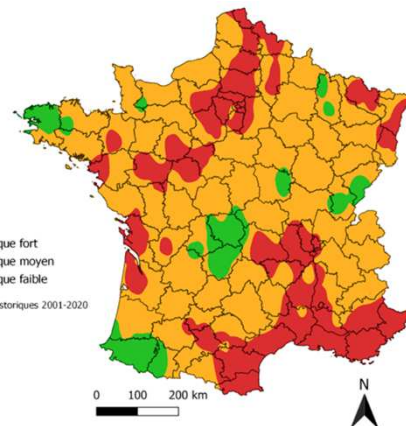 que fort
que moyen
que faible
storiques 2001-2020
0 100 200 km
N